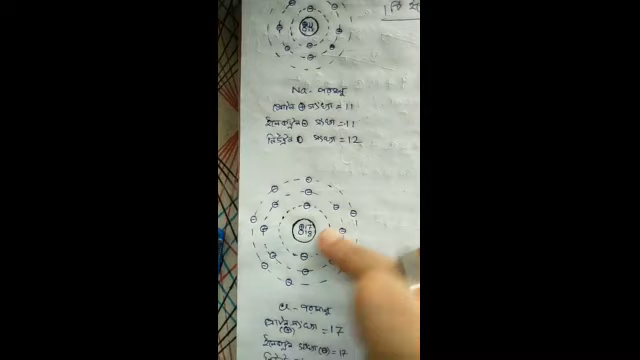 1টি
Na - পরমাণু
প্রোটন ⊕ সংখ্যা = 11
ইলেকট্রন ⊖ সংখ্যা = 11
নিউট্রন O সংখ্যা = 12
Cl - পরমাণু
প্রোটন সংখ্যা = 17
(⊕)
ইলেকট্রন সংখ্যা (⊖) = 17